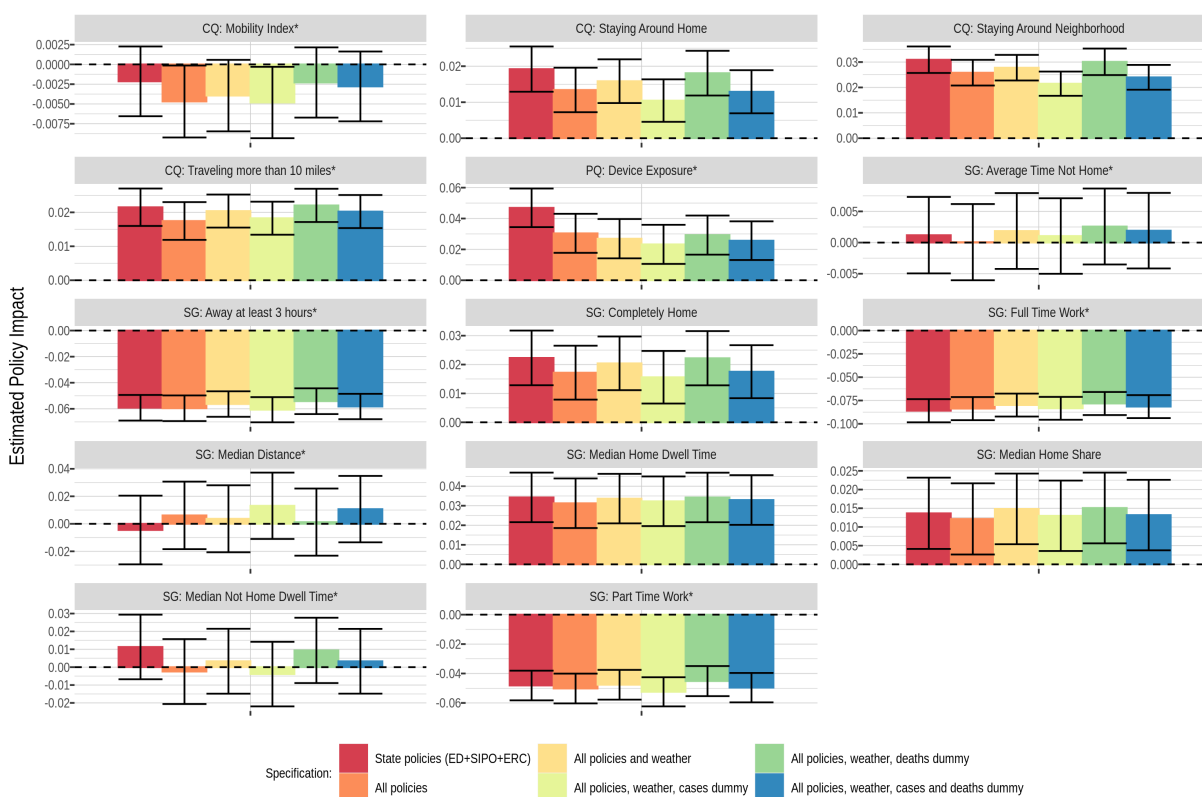 CQ: Mobility Index*
CQ: Staying Around Home
CQ: Staying Around Neighborhood
0.0025
0.0000
-0.0025
-0.0050
-0.0075
0.02
0.01
0.00
0.03
0.02
0.01
0.00
CQ: Traveling more than 10 miles*
PQ: Device Exposure*
SG: Average Time Not Home*
0.02
0.01
0.00
0.06
0.04
0.02
0.00
0.005
0.000
-0.005
SG: Away at least 3 hours*
SG: Completely Home
SG: Full Time Work*
0.00
-0.02
-0.04
-0.06
0.03
0.02
0.01
0.00
0.000
-0.025
-0.050
-0.075
-0.100
Estimated Policy Impact
SG: Median Distance*
SG: Median Home Dwell Time
SG: Median Home Share
0.04
0.02
0.00
-0.02
0.04
0.03
0.02
0.01
0.00
0.025
0.020
0.015
0.010
0.005
0.000
SG: Median Not Home Dwell Time*
SG: Part Time Work*
0.03
0.02
0.01
0.00
-0.01
-0.02
0.00
-0.02
-0.04
-0.06
Specification:
State policies (ED+SIPO+ERC)
All policies
All policies and weather
All policies, weather, cases dummy
All policies, weather, deaths dummy
All policies, weather, cases and deaths dummy